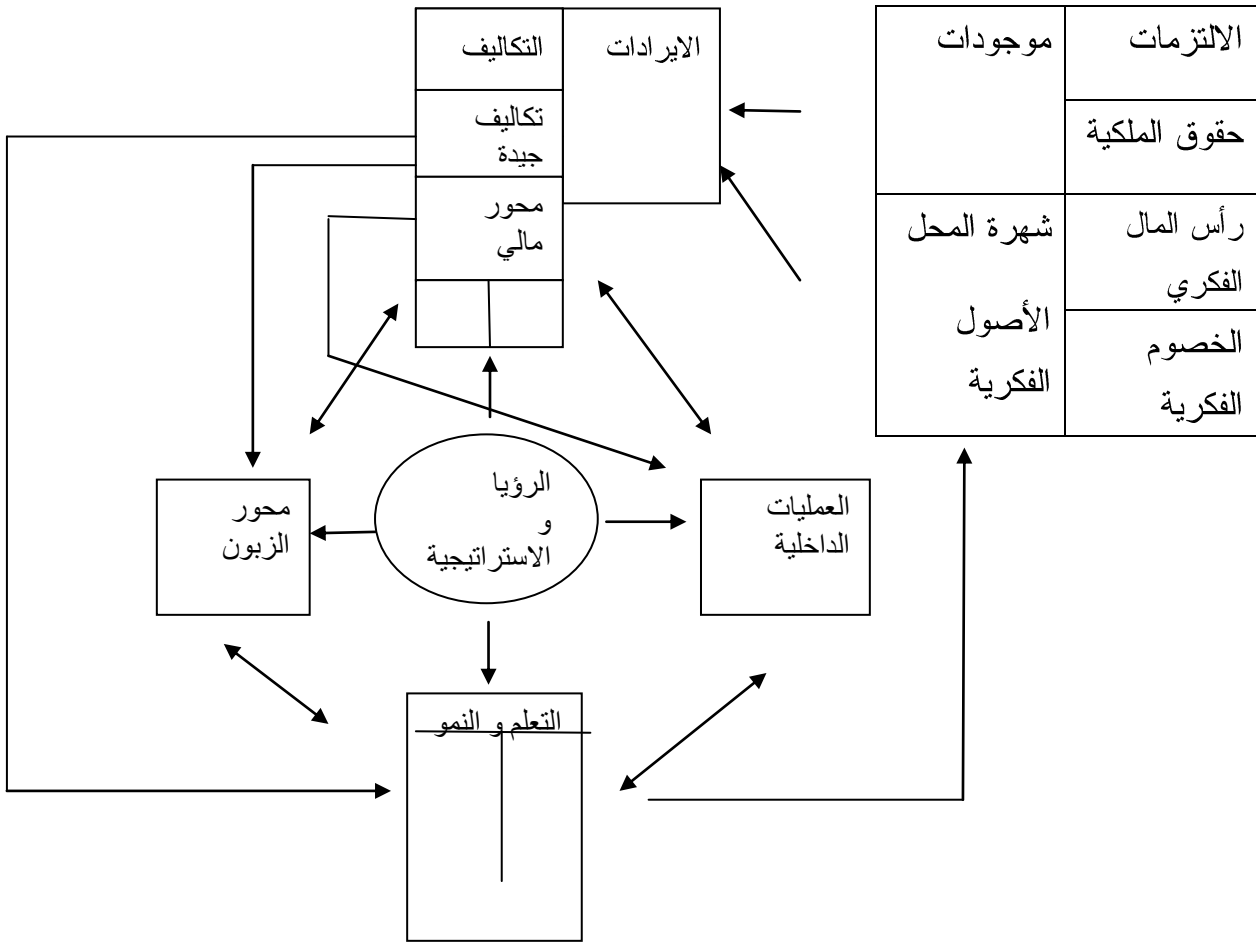 الالتزمات
موجودات
حقوق الملكية
رأس المال
الفكري
شهرة المحل
الأصول
الفكرية
الخصوم
الفكرية
الايرادات
التكاليف
تكاليف
جيدة
محور
مالي
العمليات
الداخلية
الرؤيا
و
الاستراتيجية
محور
الزبون
التعلم و النمو